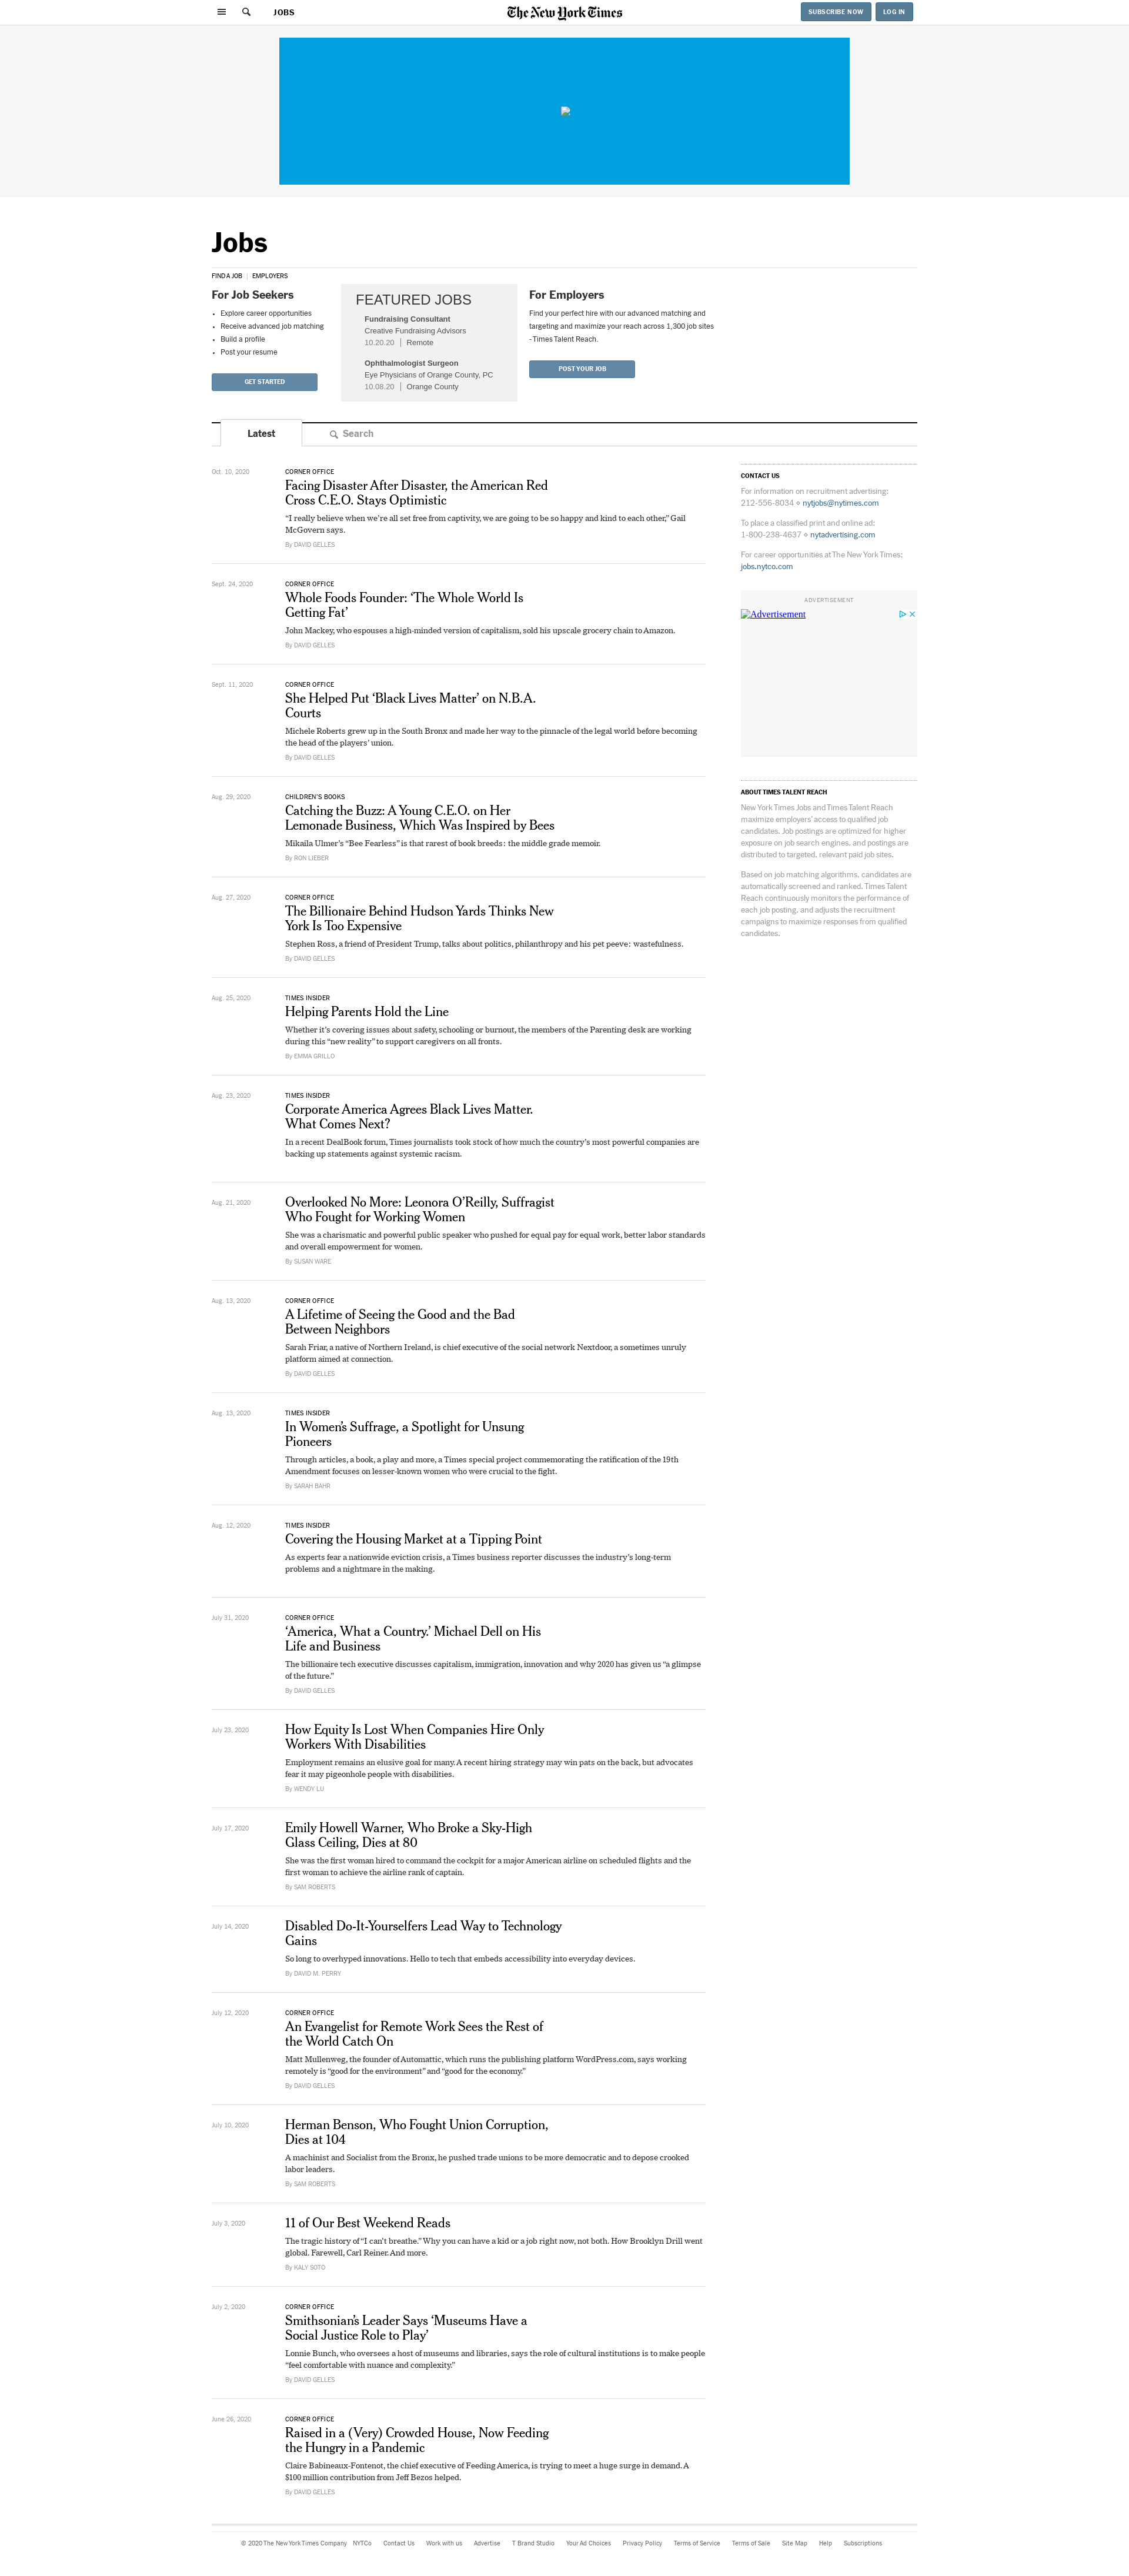 JOBS
The New York Times
SUBSCRIBE NOW
LOG IN
Jobs
FIND A JOB
EMPLOYERS
For Job Seekers
• Explore career opportunities
• Receive advanced job matching
• Build a profile
• Post your resume
GET STARTED
FEATURED JOBS
Fundraising Consultant
Creative Fundraising Advisors
10.20.20 | Remote
Ophthalmologist Surgeon
Eye Physicians of Orange County, PC
10.08.20 | Orange County
For Employers
Find your perfect hire with our advanced matching and
targeting and maximize your reach across 1,300 job sites
- Times Talent Reach.
POST YOUR JOB
Latest
Search
Oct. 10, 2020
CORNER OFFICE
Facing Disaster After Disaster, the American Red
Cross C.E.O. Stays Optimistic
“I really believe when we’re all set free from captivity, we are going to be so happy and kind to each other,” Gail
McGovern says.
By DAVID GELLES
Sept. 24, 2020
CORNER OFFICE
Whole Foods Founder: ‘The Whole World Is
Getting Fat’
John Mackey, who espouses a high-minded version of capitalism, sold his upscale grocery chain to Amazon.
By DAVID GELLES
Sept. 11, 2020
CORNER OFFICE
She Helped Put ‘Black Lives Matter’ on N.B.A.
Courts
Michele Roberts grew up in the South Bronx and made her way to the pinnacle of the legal world before becoming
the head of the players’ union.
By DAVID GELLES
Aug. 29, 2020
CHILDREN’S BOOKS
Catching the Buzz: A Young C.E.O. on Her
Lemonade Business, Which Was Inspired by Bees
Mikaila Ulmer’s “Bee Fearless” is that rarest of book breeds: the middle grade memoir.
By RON LIEBER
Aug. 27, 2020
CORNER OFFICE
The Billionaire Behind Hudson Yards Thinks New
York Is Too Expensive
Stephen Ross, a friend of President Trump, talks about politics, philanthropy and his pet peeve: wastefulness.
By DAVID GELLES
Aug. 25, 2020
TIMES INSIDER
Helping Parents Hold the Line
Whether it’s covering issues about safety, schooling or burnout, the members of the Parenting desk are working
during this “new reality” to support caregivers on all fronts.
By EMMA GRILLO
Aug. 23, 2020
TIMES INSIDER
Corporate America Agrees Black Lives Matter.
What Comes Next?
In a recent DealBook forum, Times journalists took stock of how much the country’s most powerful companies are
backing up statements against systemic racism.
Aug. 21, 2020
Overlooked No More: Leonora O’Reilly, Suffragist
Who Fought for Working Women
She was a charismatic and powerful public speaker who pushed for equal pay for equal work, better labor standards
and overall empowerment for women.
By SUSAN WARE
Aug. 13, 2020
CORNER OFFICE
A Lifetime of Seeing the Good and the Bad
Between Neighbors
Sarah Friar, a native of Northern Ireland, is chief executive of the social network Nextdoor, a sometimes unruly
platform aimed at connection.
By DAVID GELLES
Aug. 13, 2020
TIMES INSIDER
In Women’s Suffrage, a Spotlight for Unsung
Pioneers
Through articles, a book, a play and more, a Times special project commemorating the ratification of the 19th
Amendment focuses on lesser-known women who were crucial to the fight.
By SARAH BAHR
Aug. 12, 2020
TIMES INSIDER
Covering the Housing Market at a Tipping Point
As experts fear a nationwide eviction crisis, a Times business reporter discusses the industry’s long-term
problems and a nightmare in the making.
July 31, 2020
CORNER OFFICE
‘America, What a Country.’ Michael Dell on His
Life and Business
The billionaire tech executive discusses capitalism, immigration, innovation and why 2020 has given us “a glimpse
of the future.”
By DAVID GELLES
July 23, 2020
How Equity Is Lost When Companies Hire Only
Workers With Disabilities
Employment remains an elusive goal for many. A recent hiring strategy may win pats on the back, but advocates
fear it may pigeonhole people with disabilities.
By WENDY LU
July 17, 2020
Emily Howell Warner, Who Broke a Sky-High
Glass Ceiling, Dies at 80
She was the first woman hired to command the cockpit for a major American airline on scheduled flights and the
first woman to achieve the airline rank of captain.
By SAM ROBERTS
July 14, 2020
Disabled Do-It-Yourselfers Lead Way to Technology
Gains
So long to overhyped innovations. Hello to tech that embeds accessibility into everyday devices.
By DAVID M. PERRY
July 12, 2020
CORNER OFFICE
An Evangelist for Remote Work Sees the Rest of
the World Catch On
Matt Mullenweg, the founder of Automattic, which runs the publishing platform WordPress.com, says working
remotely is “good for the environment” and “good for the economy.”
By DAVID GELLES
July 10, 2020
Herman Benson, Who Fought Union Corruption,
Dies at 104
A machinist and Socialist from the Bronx, he pushed trade unions to be more democratic and to depose crooked
labor leaders.
By SAM ROBERTS
July 3, 2020
11 of Our Best Weekend Reads
The tragic history of “I can’t breathe.” Why you can have a kid or a job right now, not both. How Brooklyn Drill went
global. Farewell, Carl Reiner. And more.
By KALY SOTO
July 2, 2020
CORNER OFFICE
Smithsonian’s Leader Says ‘Museums Have a
Social Justice Role to Play’
Lonnie Bunch, who oversees a host of museums and libraries, says the role of cultural institutions is to make people
“feel comfortable with nuance and complexity.”
By DAVID GELLES
June 26, 2020
CORNER OFFICE
Raised in a (Very) Crowded House, Now Feeding
the Hungry in a Pandemic
Claire Babineaux-Fontenot, the chief executive of Feeding America, is trying to meet a huge surge in demand. A
$100 million contribution from Jeff Bezos helped.
By DAVID GELLES
CONTACT US
For information on recruitment advertising:
212-556-8034 ⋄ nytjobs@nytimes.com
To place a classified print and online ad:
1-800-238-4637 ⋄ nytadvertising.com
For career opportunities at The New York Times:
jobs.nytco.com
ADVERTISEMENT
Advertisement
ABOUT TIMES TALENT REACH
New York Times Jobs and Times Talent Reach
maximize employers’ access to qualified job
candidates. Job postings are optimized for higher
exposure on job search engines, and postings are
distributed to targeted, relevant paid job sites.
Based on job matching algorithms, candidates are
automatically screened and ranked. Times Talent
Reach continuously monitors the performance of
each job posting, and adjusts the recruitment
campaigns to maximize responses from qualified
candidates.
© 2020 The New York Times Company NYTCo Contact Us Work with us Advertise T Brand Studio Your Ad Choices Privacy Policy Terms of Service Terms of Sale Site Map Help Subscriptions